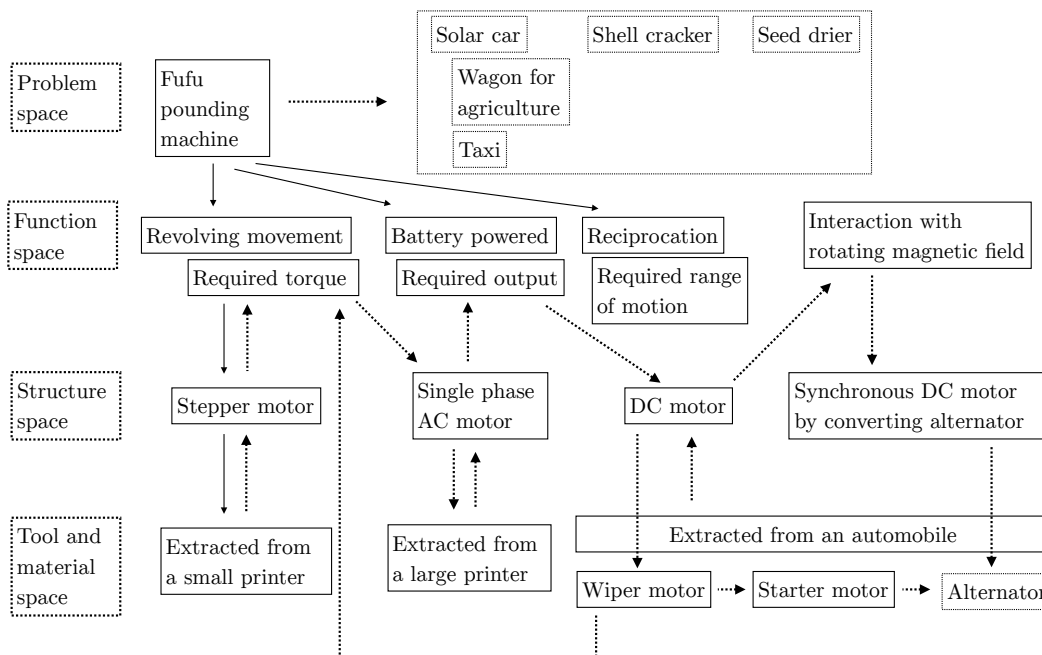 Solar car
Shell cracker
Seed drier
Problem
space
Fufu
pounding
machine
Wagon for
agriculture
Taxi
Function
space
Revolving movement
Battery powered
Reciprocation
Interaction with
rotating magnetic field
Required torque
Required output
Required range
of motion
Structure
space
Stepper motor
Single phase
AC motor
DC motor
Synchronous DC motor
by converting alternator
Tool and
material
space
Extracted from
a small printer
Extracted from
a large printer
Extracted from an automobile
Wiper motor
Starter motor
Alternator